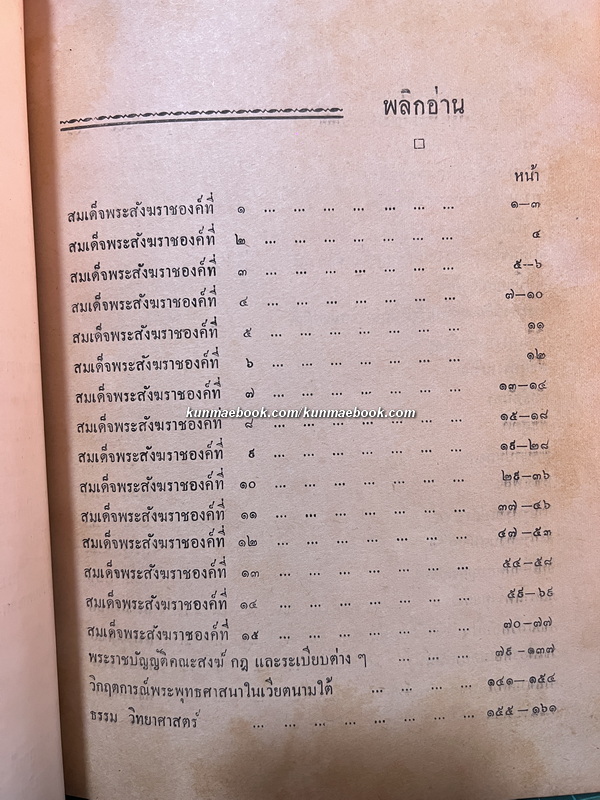 พลิกอ่าน
หน้า
สมเด็จพระสังฆราชองค์ที่ ๑ ... ... ... ... ... ... ... ๑—๓
สมเด็จพระสังฆราชองค์ที่ ๒ ... ... ... ... ... ... ... ๔
สมเด็จพระสังฆราชองค์ที่ ๓ ... ... ... ... ... ... ... ๕—๖
สมเด็จพระสังฆราชองค์ที่ ๔ ... ... ... ... ... ... ... ๗—๑๐
สมเด็จพระสังฆราชองค์ที่ ๕ ... ... ... ... ... ... ... ๑๑
สมเด็จพระสังฆราชองค์ที่ ๖ ... ... ... ... ... ... ... ๑๒
สมเด็จพระสังฆราชองค์ที่ ๗ ... ... ... ... ... ... ... ๑๓—๑๔
kunmaebook.com/kunmaebook.com
สมเด็จพระสังฆราชองค์ที่ ๘ ... ... ... ... ... ... ... ๑๕—๑๘
สมเด็จพระสังฆราชองค์ที่ ๙ ... ... ... ... ... ... ... ๑๙—๒๘
สมเด็จพระสังฆราชองค์ที่ ๑๐ ... ... ... ... ... ... ... ๒๙—๓๖
สมเด็จพระสังฆราชองค์ที่ ๑๑ ... ... ... ... ... ... ... ๓๗—๔๖
สมเด็จพระสังฆราชองค์ที่ ๑๒ ... ... ... ... ... ... ... ๔๗—๕๓
สมเด็จพระสังฆราชองค์ที่ ๑๓ ... ... ... ... ... ... ... ๕๔—๕๘
สมเด็จพระสังฆราชองค์ที่ ๑๔ ... ... ... ... ... ... ... ๕๙—๖๙
สมเด็จพระสังฆราชองค์ที่ ๑๕ ... ... ... ... ... ... ... ๗๐—๗๗
พระราชบัญญัติคณะสงฆ์ กฎ และระเบียบต่าง ๆ ... ... ... ๗๙—๑๓๗
วิกฤตการณ์พระพุทธศาสนาในเวียตนามใต้ ... ... ... ... ๑๔๑—๑๕๔
ธรรม วิทยาศาสตร์ ... ... ... ... ... ... ... ... ๑๕๕—๑๖๑